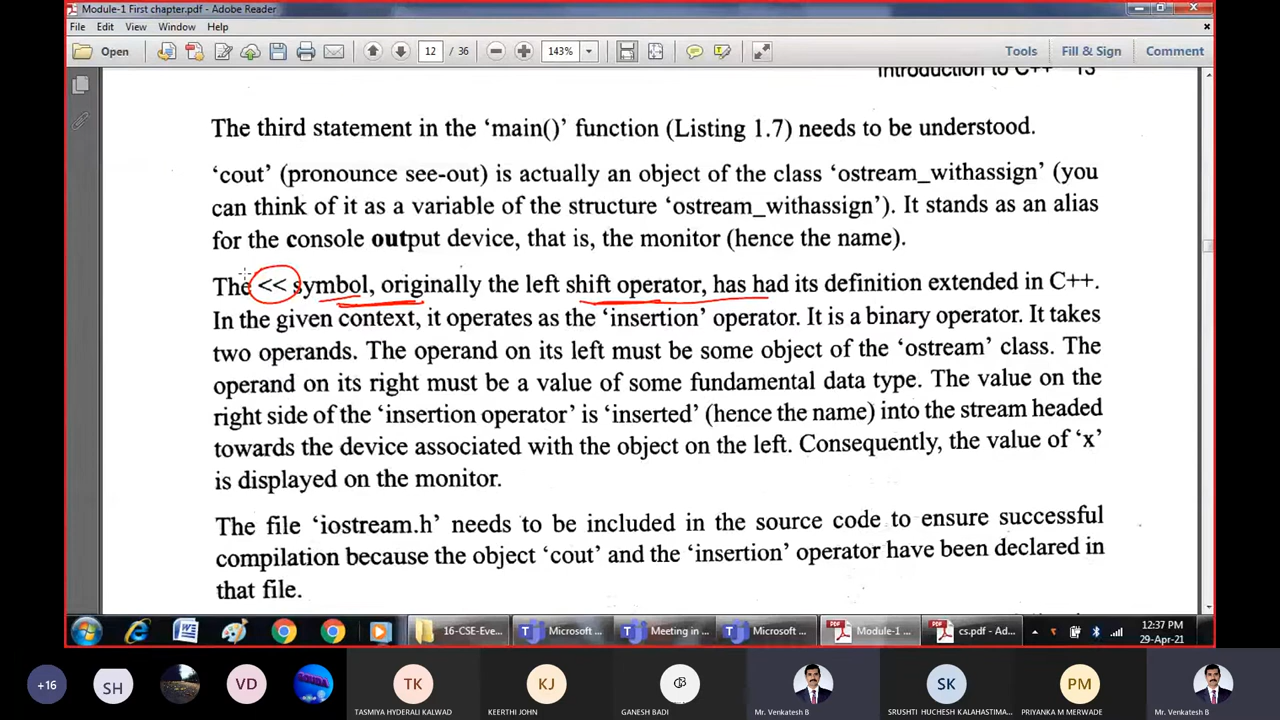 Module-1 First chapter.pdf - Adobe Reader
File Edit View Window Help
Open 12 / 36 143% Tools Fill & Sign Comment
Introduction to C++ 13
The third statement in the ‘main()’ function (Listing 1.7) needs to be understood.
‘cout’ (pronounce see-out) is actually an object of the class ‘ostream_withassign’ (you
can think of it as a variable of the structure ‘ostream_withassign’). It stands as an alias
for the console output device, that is, the monitor (hence the name).
The << symbol, originally the left shift operator, has had its definition extended in C++.
In the given context, it operates as the ‘insertion’ operator. It is a binary operator. It takes
two operands. The operand on its left must be some object of the ‘ostream’ class. The
operand on its right must be a value of some fundamental data type. The value on the
right side of the ‘insertion operator’ is ‘inserted’ (hence the name) into the stream headed
towards the device associated with the object on the left. Consequently, the value of ‘x’
is displayed on the monitor.
The file ‘iostream.h’ needs to be included in the source code to ensure successful
compilation because the object ‘cout’ and the ‘insertion’ operator have been declared in
that file.
16-CSE-Eve... Microsoft ... Meeting in ... Microsoft ... Module-1 ... cs.pdf - Ad... 12:37 PM
29-Apr-21
+16 SH VD TK KJ GB SK PM
TASMIYA HYDERALI KALWAD KEERTHI JOHN GANESH BADI Mr. Venkatesh B SRUSHTI HUCHESH KALAHASTIMA... PRIYANKA M MERWADE Mr. Venkatesh B